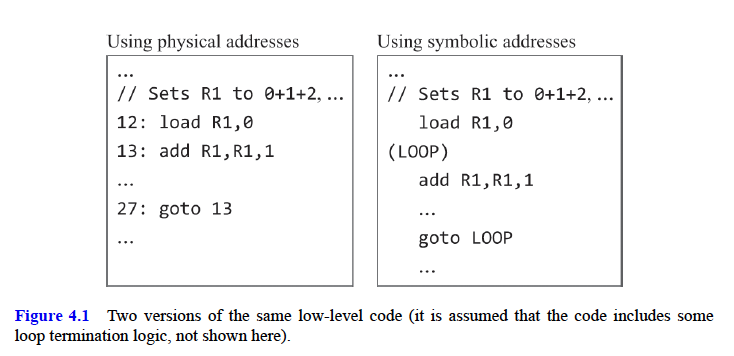 Using physical addresses
...
// Sets R1 to 0+1+2, ...
12: load R1,0
13: add R1,R1,1
...
27: goto 13
...
Using symbolic addresses
...
// Sets R1 to 0+1+2, ...
load R1,0
(LOOP)
add R1,R1,1
...
goto LOOP
...
Figure 4.1 Two versions of the same low-level code (it is assumed that the code includes some
loop termination logic, not shown here).